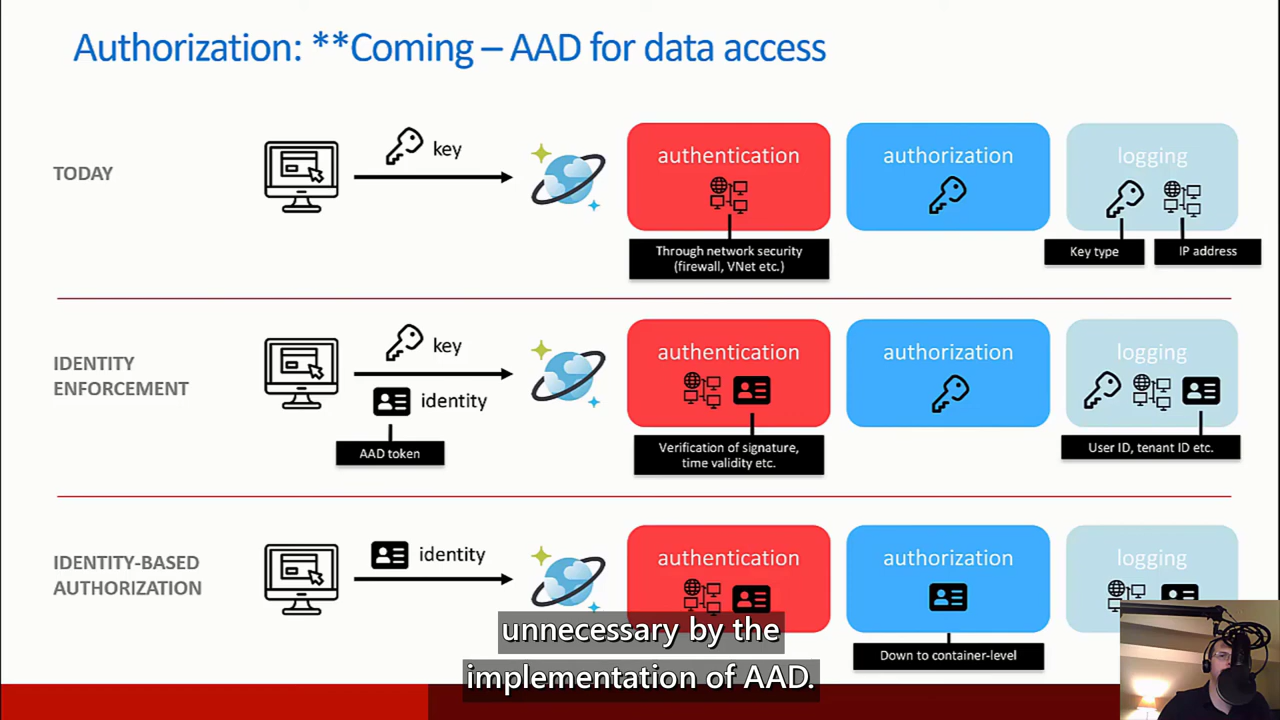 Authorization: **Coming – AAD for data access
TODAY
key
authentication
Through network security
(firewall, VNet etc.)
authorization
logging
Key type
IP address
IDENTITY
ENFORCEMENT
key
identity
AAD token
authentication
Verification of signature,
time validity etc.
authorization
logging
User ID, tenant ID etc.
IDENTITY-BASED
AUTHORIZATION
identity
authentication
authorization
Down to container-level
logging
unnecessary by the
implementation of AAD.